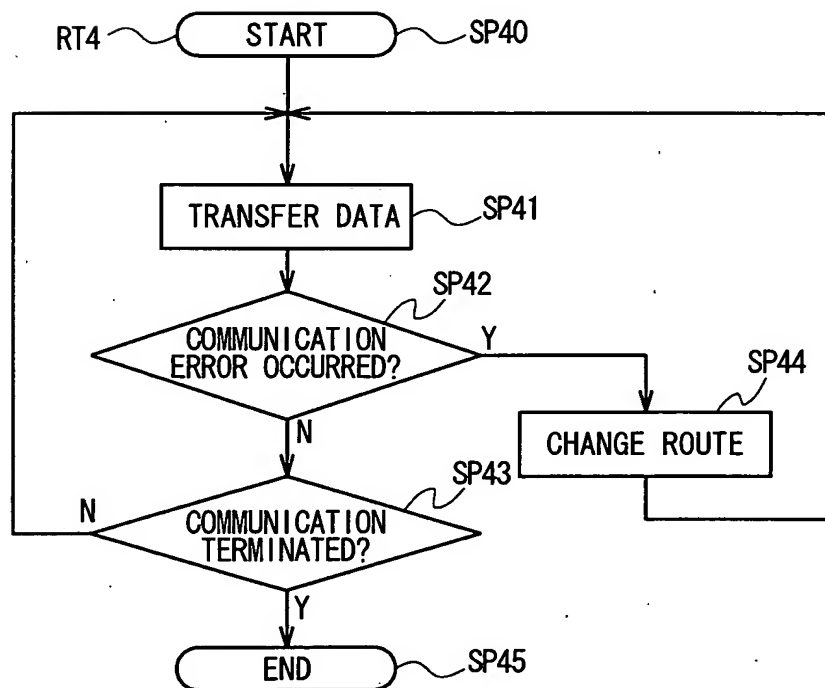 RT4 START SP40
TRANSFER DATA SP41
SP42
COMMUNICATION
ERROR OCCURRED?
Y
SP44
CHANGE ROUTE
N
SP43
N
COMMUNICATION
TERMINATED?
Y
END SP45